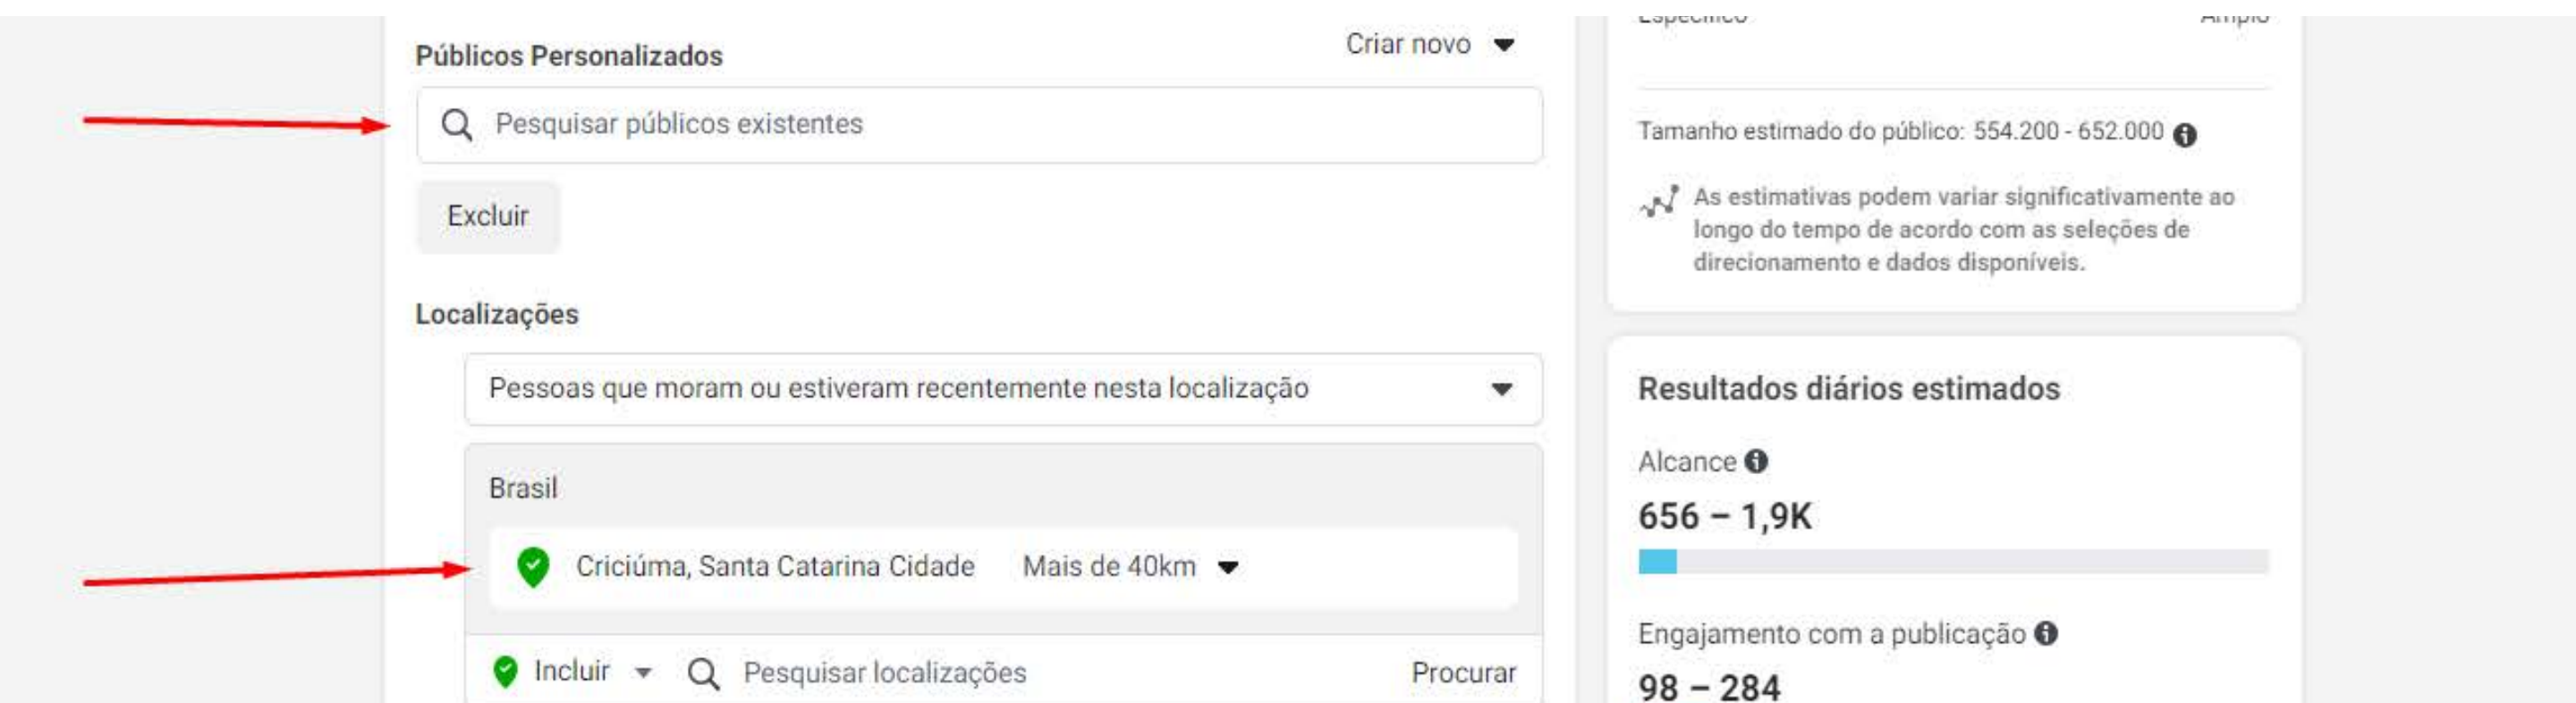 Públicos Personalizados
Criar novo
Pesquisar públicos existentes
Excluir
Localizações
Pessoas que moram ou estiveram recentemente nesta localização
Brasil
Criciúma, Santa Catarina Cidade Mais de 40km
Incluir Pesquisar localizações Procurar
Específico Amplo
Tamanho estimado do público: 554.200 - 652.000
As estimativas podem variar significativamente ao
longo do tempo de acordo com as seleções de
direcionamento e dados disponíveis.
Resultados diários estimados
Alcance
656 – 1,9K
Engajamento com a publicação
98 – 284